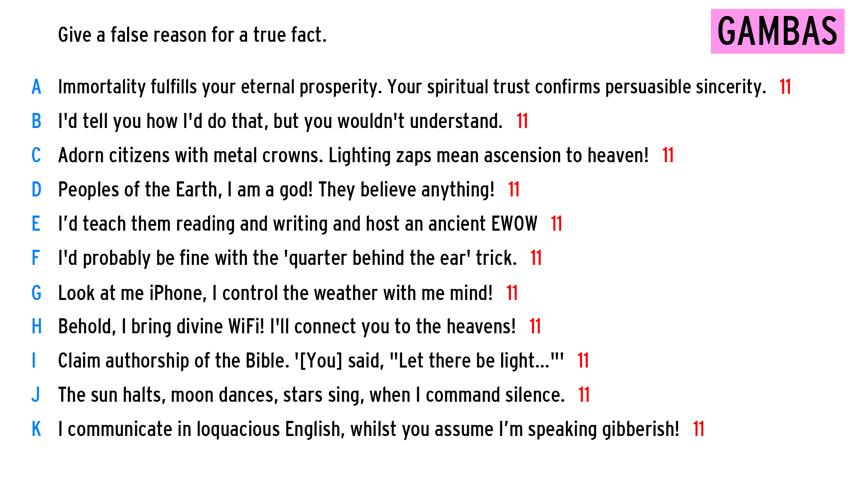 Give a false reason for a true fact.
GAMBAS
A Immortality fulfills your eternal prosperity. Your spiritual trust confirms persuasible sincerity. 11
B I'd tell you how I'd do that, but you wouldn't understand. 11
C Adorn citizens with metal crowns. Lighting zaps mean ascension to heaven! 11
D Peoples of the Earth, I am a god! They believe anything! 11
E I’d teach them reading and writing and host an ancient EWOW 11
F I'd probably be fine with the 'quarter behind the ear' trick. 11
G Look at me iPhone, I control the weather with me mind! 11
H Behold, I bring divine WiFi! I'll connect you to the heavens! 11
I Claim authorship of the Bible. '[You] said, "Let there be light..."' 11
J The sun halts, moon dances, stars sing, when I command silence. 11
K I communicate in loquacious English, whilst you assume I’m speaking gibberish! 11